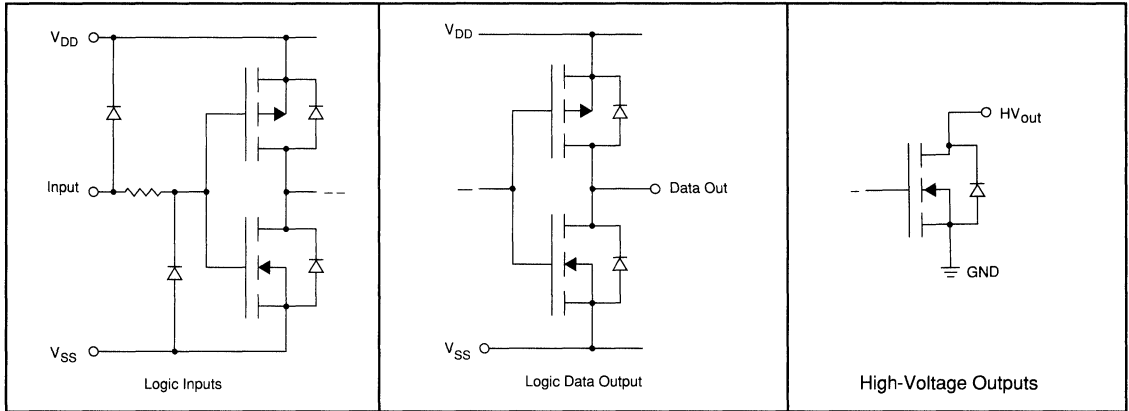 V_DD
Input
V_SS
Logic Inputs
V_DD
Data Out
V_SS
Logic Data Output
HV_out
GND
High-Voltage Outputs